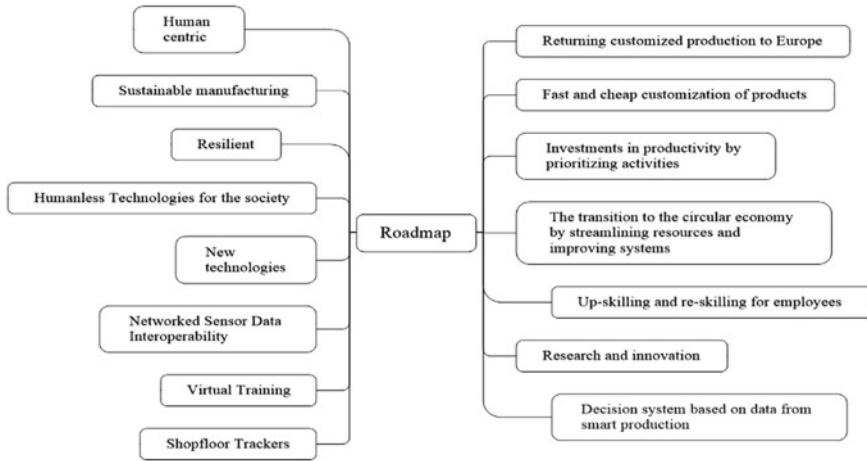 Human
centric
Sustainable manufacturing
Resilient
Humanless Technologies for the society
New
technologies
Networked Sensor Data
Interoperability
Virtual Training
Shopfloor Trackers
Roadmap
Returning customized production to Europe
Fast and cheap customization of products
Investments in productivity by
prioritizing activities
The transition to the circular economy
by streamlining resources and
improving systems
Up-skilling and re-skilling for employees
Research and innovation
Decision system based on data from
smart production